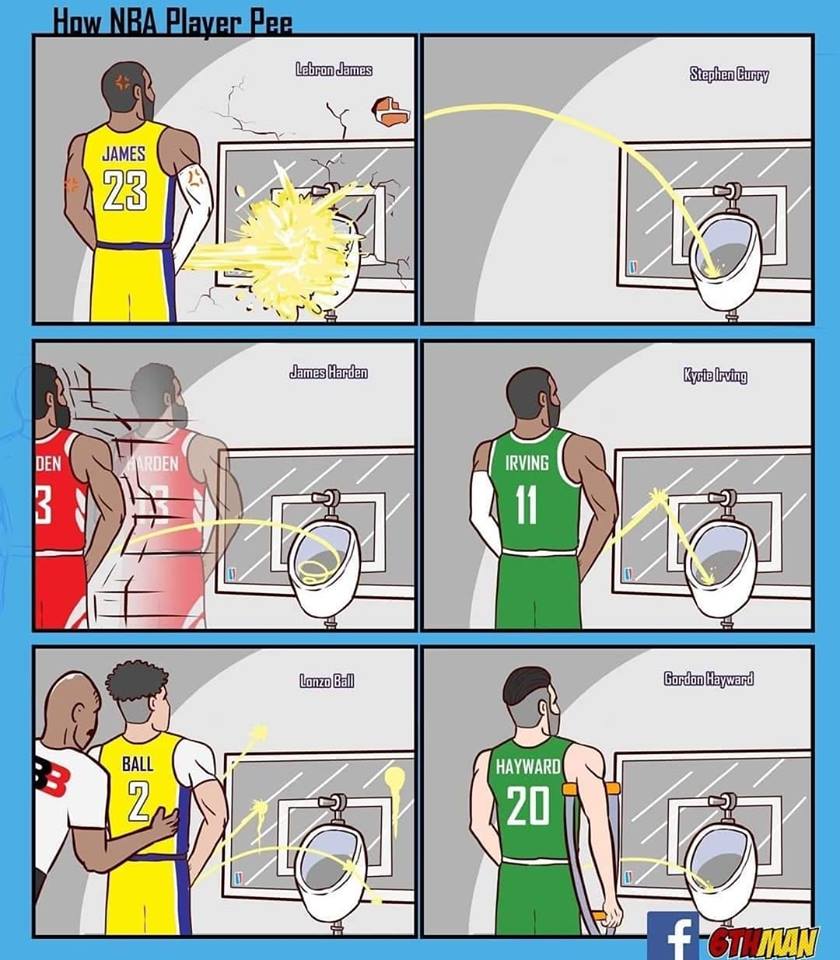 How NBA Player Pee
Lebron James
JAMES
23
Stephen Curry
James Harden
DEN
3
HARDEN
13
Kyrie Irving
IRVING
11
Lonzo Ball
BALL
2
BB
Gordon Hayward
HAYWARD
20
f 6THMAN